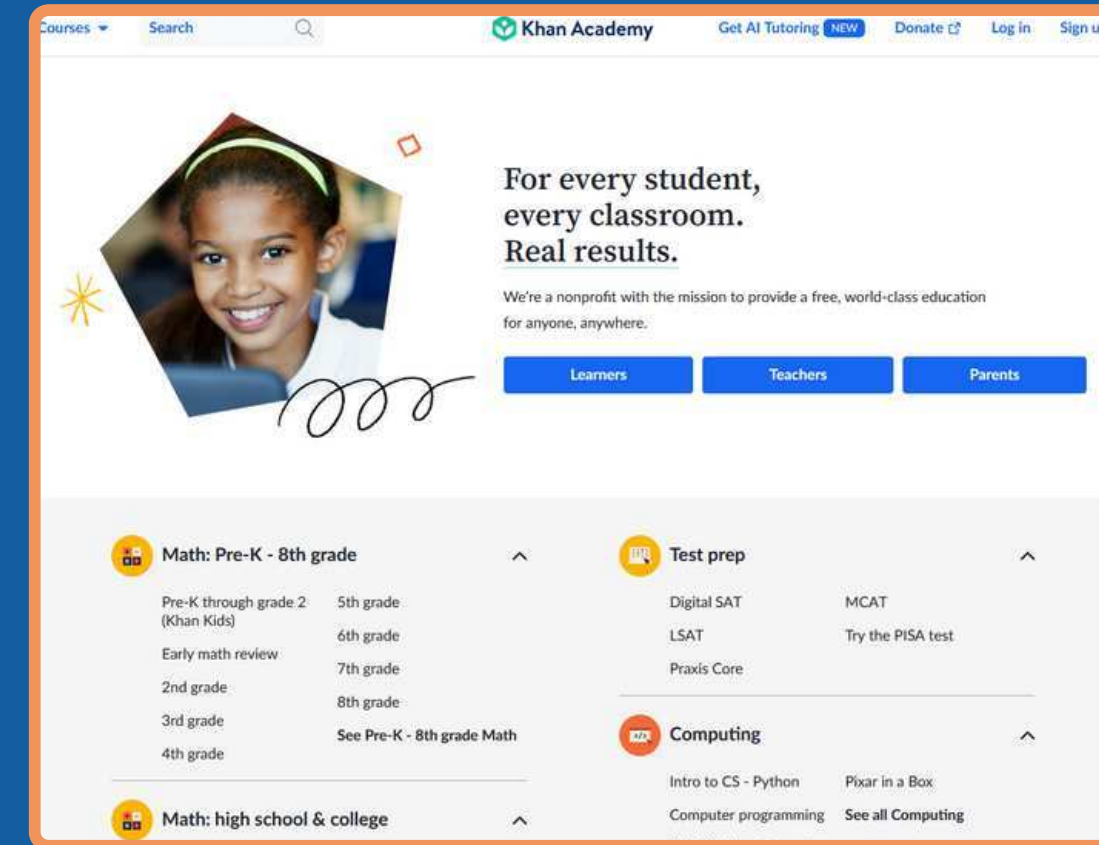 Courses
Search
Khan Academy
Get AI Tutoring NEW
Donate
Log in
Sign u
For every student,
every classroom.
Real results.
We're a nonprofit with the mission to provide a free, world-class education
for anyone, anywhere.
Learners
Teachers
Parents
Math: Pre-K - 8th grade
Pre-K through grade 2
(Khan Kids)
Early math review
2nd grade
3rd grade
4th grade
5th grade
6th grade
7th grade
8th grade
See Pre-K - 8th grade Math
Math: high school & college
Test prep
Digital SAT
LSAT
Praxis Core
MCAT
Try the PISA test
Computing
Intro to CS - Python
Computer programming
Pixar in a Box
See all Computing